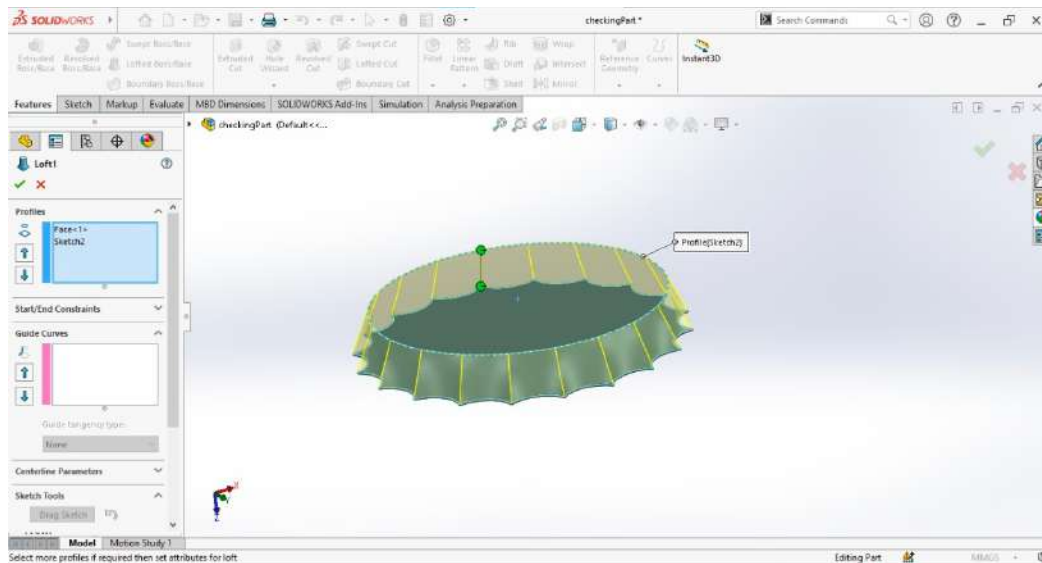 SOLIDWORKS
checkingPart *
Search Commands
Extruded Boss/Base
Revolved Boss/Base
Swept Boss/Base
Lofted Boss/Base
Boundary Boss/Base
Extruded Cut
Hole Wizard
Revolved Cut
Swept Cut
Lofted Cut
Boundary Cut
Fillet
Linear Pattern
Rib
Draft
Shell
Wrap
Intersect
Mirror
Reference Geometry
Curves
Instant3D
Features Sketch Markup Evaluate MBD Dimensions SOLIDWORKS Add-Ins Simulation Analysis Preparation
checkingPart (Default<<...
Loft1
Profiles
Face<1>
Sketch2
Start/End Constraints
Guide Curves
Guide tangency type:
None
Centerline Parameters
Sketch Tools
Drag Sketch
Profile(Sketch2)
X
Y
Z
Model Motion Study 1
Select more profiles if required then set attributes for loft
Editing Part
MMGS